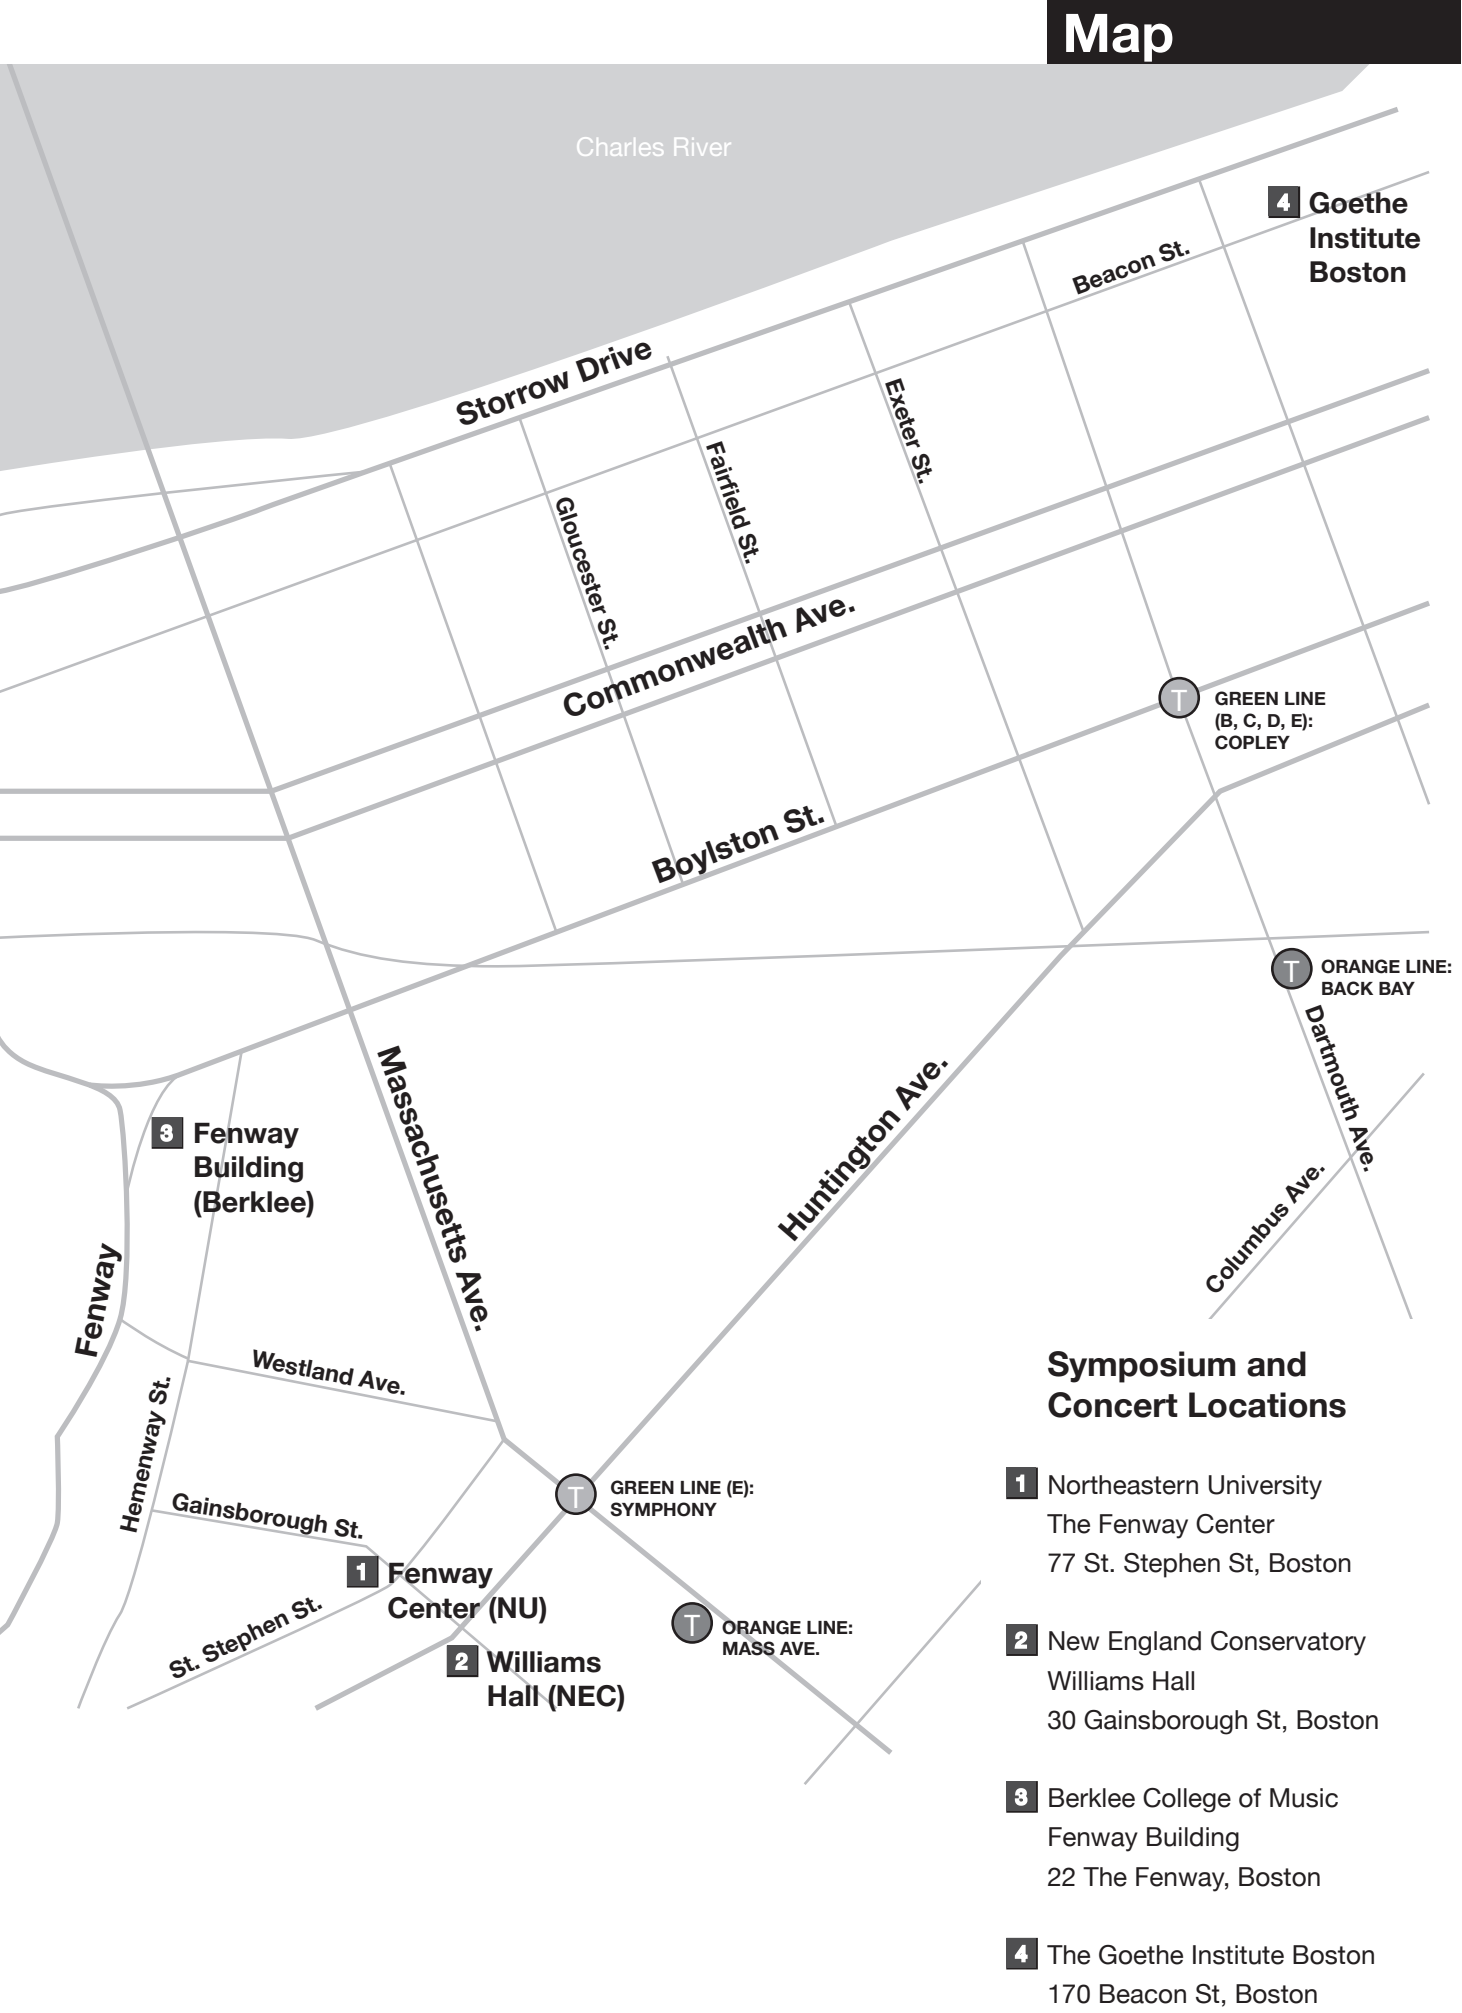 Map
Charles River
4 Goethe
Institute
Boston
Beacon St.
Storrow Drive
Exeter St.
Fairfield St.
Gloucester St.
Commonwealth Ave.
T
GREEN LINE
(B, C, D, E):
COPLEY
Boylston St.
T
ORANGE LINE:
BACK BAY
Dartmouth Ave.
Massachusetts Ave.
Huntington Ave.
3 Fenway
Building
(Berklee)
Columbus Ave.
Fenway
Westland Ave.
Hemenway St.
Gainsborough St.
T
GREEN LINE (E):
SYMPHONY
1 Fenway
Center (NU)
St. Stephen St.
T
ORANGE LINE:
MASS AVE.
2 Williams
Hall (NEC)
Symposium and
Concert Locations
1 Northeastern University
The Fenway Center
77 St. Stephen St, Boston
2 New England Conservatory
Williams Hall
30 Gainsborough St, Boston
3 Berklee College of Music
Fenway Building
22 The Fenway, Boston
4 The Goethe Institute Boston
170 Beacon St, Boston